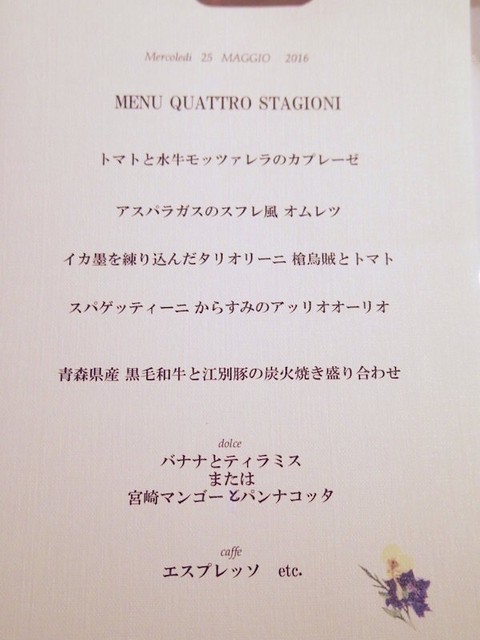 Mercoledì 25 MAGGIO 2016
MENU QUATTRO STAGIONI
トマトと水牛モッツァレラのカプレーゼ
アスパラガスのスフレ風 オムレツ
イカ墨を練り込んだタリオリーニ 槍烏賊とトマト
スパゲッティーニ からすみのアッリオオーリオ
青森県産 黒毛和牛と江別豚の炭火焼き盛り合わせ
dolce
バナナとティラミス
または
宮崎マンゴーとパンナコッタ
caffe
エスプレッソ etc.